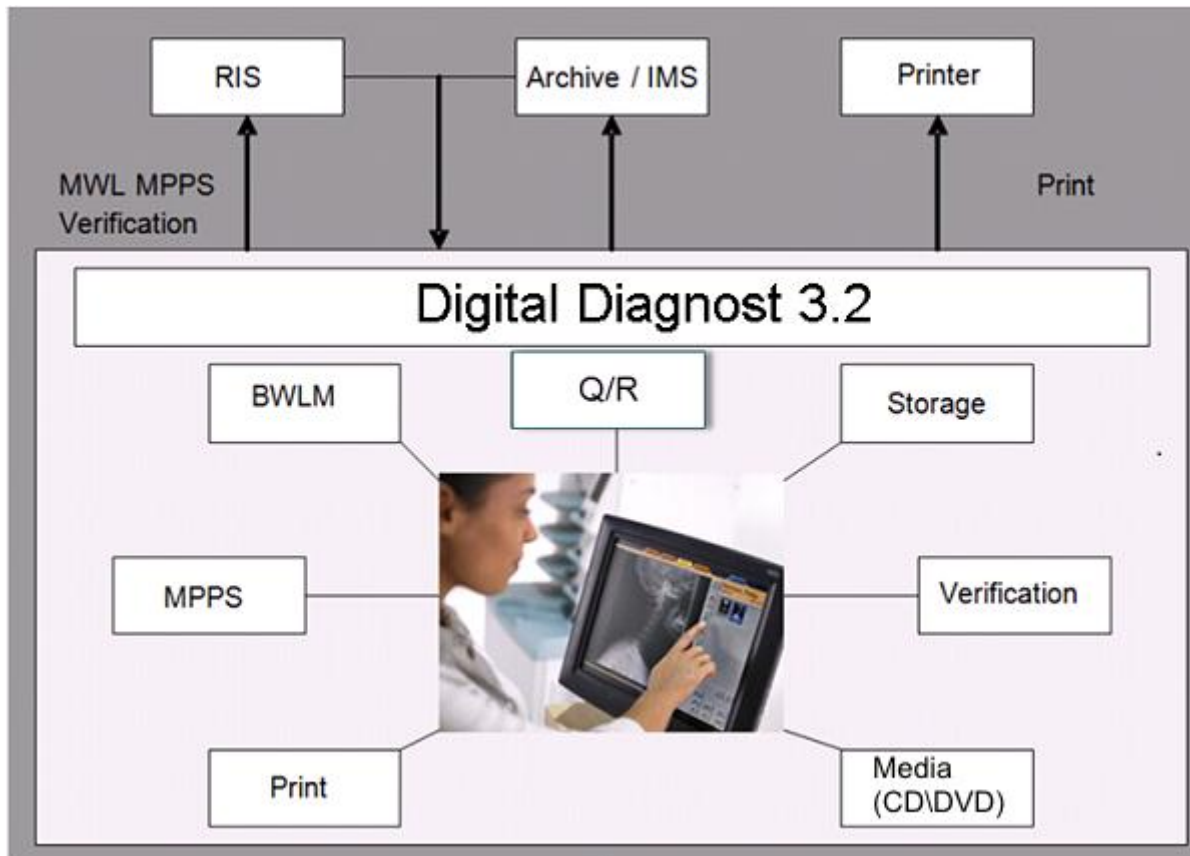 RIS
Archive / IMS
Printer
MWL MPPS
Verification
Print
Digital Diagnost 3.2
BWLM
Q/R
Storage
MPPS
Verification
Print
Media
(CD\DVD)